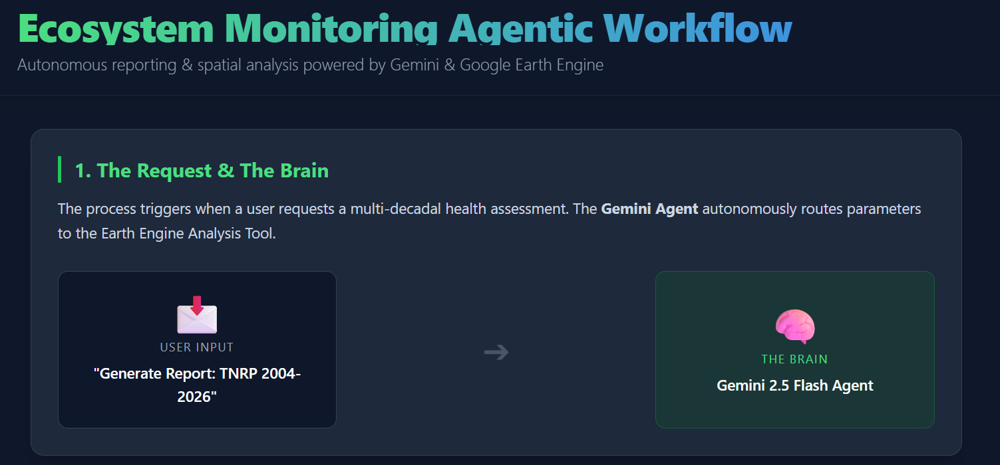 Ecosystem Monitoring Agentic Workflow
Autonomous reporting & spatial analysis powered by Gemini & Google Earth Engine
1. The Request & The Brain
The process triggers when a user requests a multi-decadal health assessment. The Gemini Agent autonomously routes parameters
to the Earth Engine Analysis Tool.
USER INPUT
"Generate Report: TNRP 2004-
2026"
➔
THE BRAIN
Gemini 2.5 Flash Agent